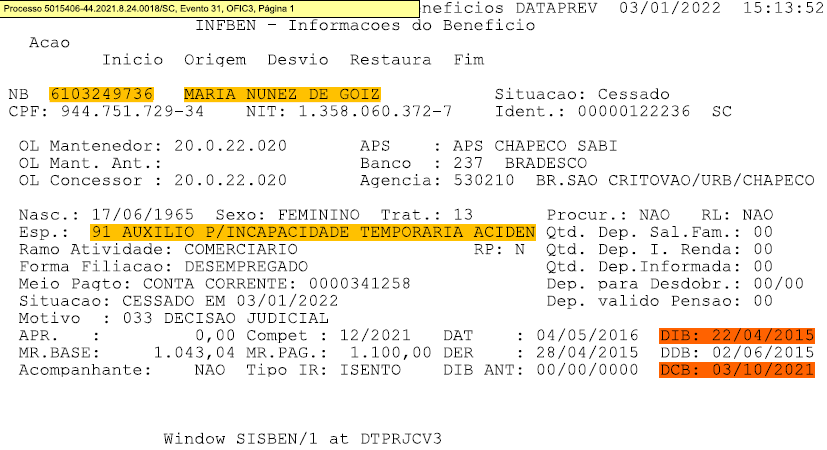 Processo 5015406-44.2021.8.24.0018/SC, Evento 31, OFIC3, Página 1
neficios DATAPREV 03/01/2022 15:13:52
INFBEN - Informacoes do Beneficio
Acao
Inicio Origem Desvio Restaura Fim
NB 6103249736 MARIA NUNEZ DE GOIZ Situacao: Cessado
CPF: 944.751.729-34 NIT: 1.358.060.372-7 Ident.: 00000122236 SC
OL Mantenedor: 20.0.22.020 APS : APS CHAPECO SABI
OL Mant. Ant.: Banco : 237 BRADESCO
OL Concessor : 20.0.22.020 Agencia: 530210 BR.SAO CRITOVAO/URB/CHAPECO
Nasc.: 17/06/1965 Sexo: FEMININO Trat.: 13 Procur.: NAO RL: NAO
Esp.: 91 AUXILIO P/INCAPACIDADE TEMPORARIA ACIDEN Qtd. Dep. Sal.Fam.: 00
Ramo Atividade: COMERCIARIO RP: N Qtd. Dep. I. Renda: 00
Forma Filiacao: DESEMPREGADO Qtd. Dep.Informada: 00
Meio Pagto: CONTA CORRENTE: 0000341258 Dep. para Desdobr.: 00/00
Situacao: CESSADO EM 03/01/2022 Dep. valido Pensao: 00
Motivo : 033 DECISAO JUDICIAL
APR. : 0,00 Compet : 12/2021 DAT : 04/05/2016 DIB: 22/04/2015
MR.BASE: 1.043,04 MR.PAG.: 1.100,00 DER : 28/04/2015 DDB: 02/06/2015
Acompanhante: NAO Tipo IR: ISENTO DIB ANT: 00/00/0000 DCB: 03/10/2021
Window SISBEN/1 at DTPRJCV3